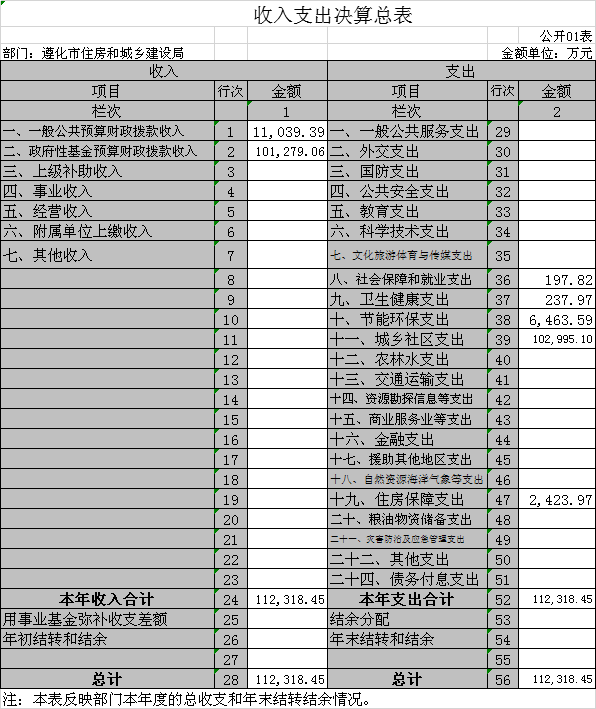 收入支出决算总表
公开01表
部门：遵化市住房和城乡建设局 金额单位：万元
收入 支出
项目 行次 金额 项目 行次 金额
栏次 1 栏次 2
一、一般公共预算财政拨款收入 1 11,039.39 一、一般公共服务支出 29
二、政府性基金预算财政拨款收入 2 101,279.06 二、外交支出 30
三、上级补助收入 3 三、国防支出 31
四、事业收入 4 四、公共安全支出 32
五、经营收入 5 五、教育支出 33
六、附属单位上缴收入 6 六、科学技术支出 34
七、其他收入 7 七、文化旅游体育与传媒支出 35
8 八、社会保障和就业支出 36 197.82
9 九、卫生健康支出 37 237.97
10 十、节能环保支出 38 6,463.59
11 十一、城乡社区支出 39 102,995.10
12 十二、农林水支出 40
13 十三、交通运输支出 41
14 十四、资源勘探信息等支出 42
15 十五、商业服务业等支出 43
16 十六、金融支出 44
17 十七、援助其他地区支出 45
18 十八、自然资源海洋气象等支出 46
19 十九、住房保障支出 47 2,423.97
20 二十、粮油物资储备支出 48
21 二十一、灾害防治及应急管理支出 49
22 二十二、其他支出 50
23 二十四、债务付息支出 51
本年收入合计 24 112,318.45 本年支出合计 52 112,318.45
用事业基金弥补收支差额 25 结余分配 53
年初结转和结余 26 年末结转和结余 54
27 55
总计 28 112,318.45 总计 56 112,318.45
注：本表反映部门本年度的总收支和年末结转结余情况。